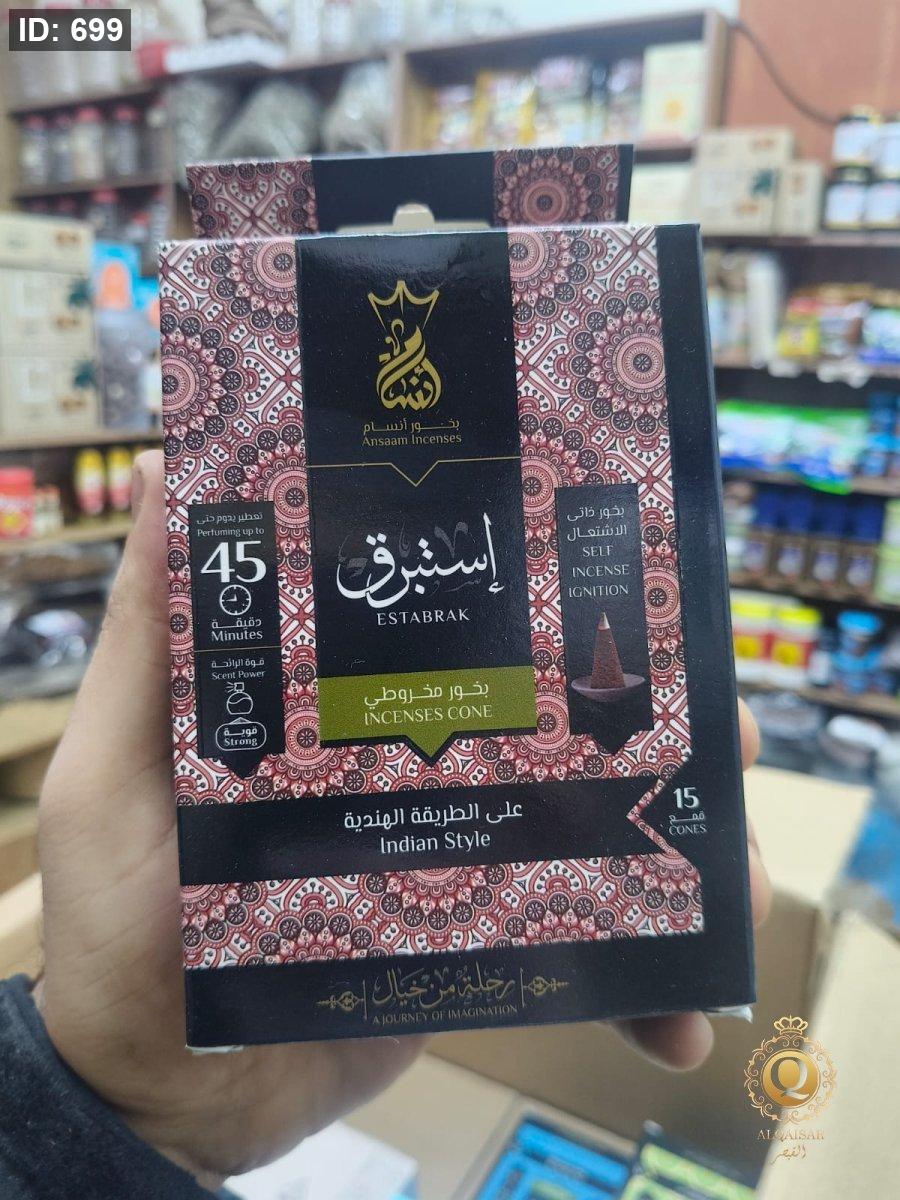 ID: 699
أنسام
بخور أنسام
Ansaam Incenses
تعطير يدوم حتى
Perfuming up to
45
دقيقة
Minutes
قوة الرائحة
Scent Power
قوية
Strong
إستبرق
ESTABRAK
بخور مخروطي
INCENSES CONE
بخور ذاتي
الاشتعال
SELF
INCENSE
IGNITION
على الطريقة الهندية
Indian Style
15
قمع
CONES
رحلة من خيال
A JOURNEY OF IMAGINATION
Q
ALQAISAR
القيصر